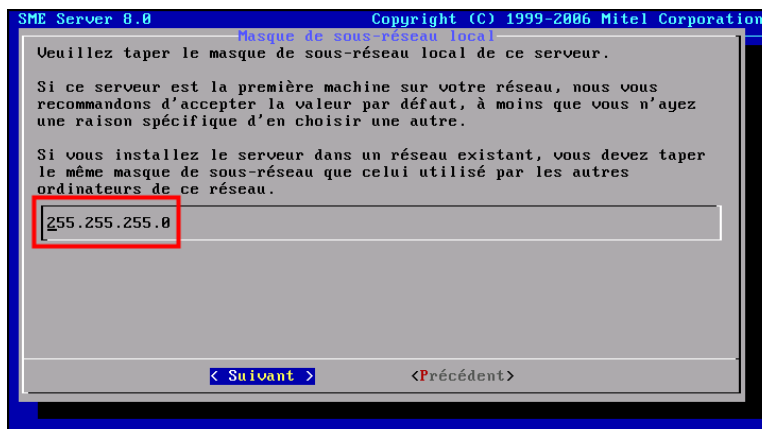 SME Server 8.0 Copyright (C) 1999-2006 Mitel Corporation
Masque de sous-réseau local
Veuillez taper le masque de sous-réseau local de ce serveur.
Si ce serveur est la première machine sur votre réseau, nous vous
recommandons d'accepter la valeur par défaut, à moins que vous n'ayez
une raison spécifique d'en choisir une autre.
Si vous installez le serveur dans un réseau existant, vous devez taper
le même masque de sous-réseau que celui utilisé par les autres
ordinateurs de ce réseau.
255.255.255.0
< Suivant > <Précédent>